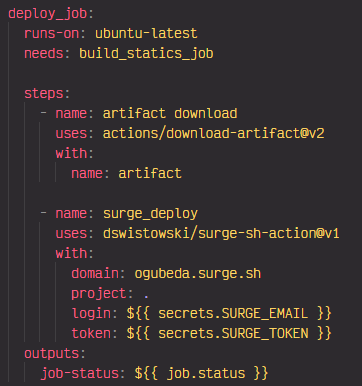 deploy_job:
  runs-on: ubuntu-latest
  needs: build_statics_job

  steps:
    - name: artifact download
      uses: actions/download-artifact@v2
      with:
        name: artifact

    - name: surge_deploy
      uses: dswistowski/surge-sh-action@v1
      with:
        domain: ogubeda.surge.sh
        project: .
        login: ${{ secrets.SURGE_EMAIL }}
        token: ${{ secrets.SURGE_TOKEN }}
  outputs:
    job-status: ${{ job.status }}